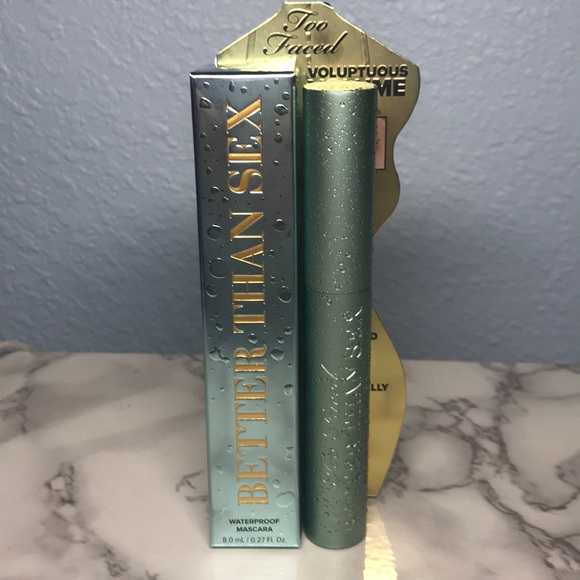 Too
Faced
VOLUPTUOUS
BETTER THAN SEX
WATERPROOF
MASCARA
8.0 mL / 0.27 Fl. Oz
Too Faced
BETTER THAN SEX